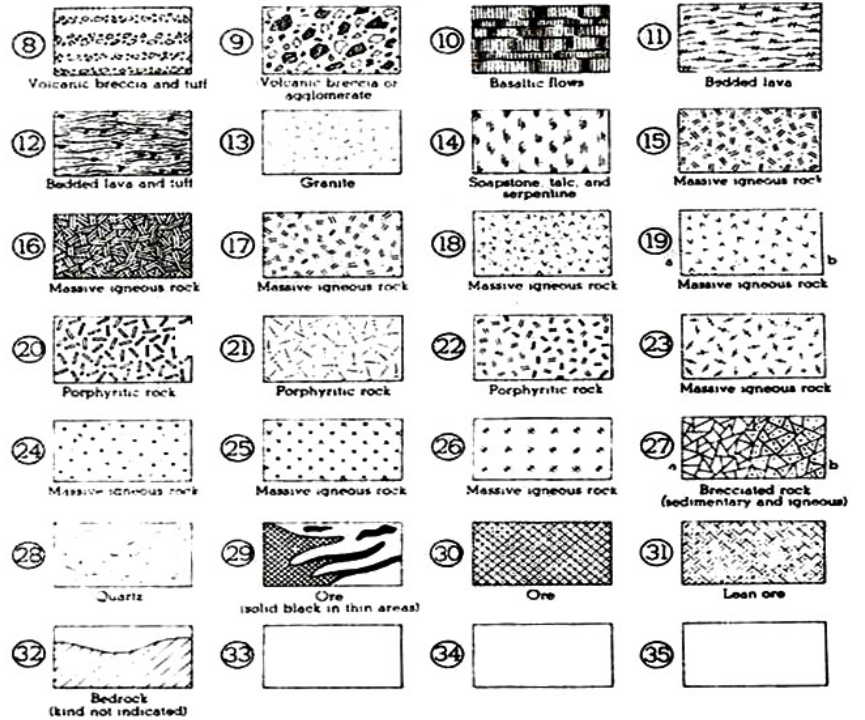 8
Volcanic breccia and tuff
9
Volcanic breccia or
agglomerate
10
Basaltic flows
11
Bedded lava
12
Bedded lava and tuff
13
Granite
14
Soapstone, talc, and
serpentine
15
Massive igneous rock
16
Massive igneous rock
17
Massive igneous rock
18
Massive igneous rock
19
a
b
Massive igneous rock
20
Porphyritic rock
21
Porphyritic rock
22
Porphyritic rock
23
Massive igneous rock
24
Massive igneous rock
25
Massive igneous rock
26
Massive igneous rock
27
a
b
Brecciated rock
(sedimentary and igneous)
28
Quartz
29
Ore
(solid black in thin areas)
30
Ore
31
Lean ore
32
Bedrock
(kind not indicated)
33
34
35